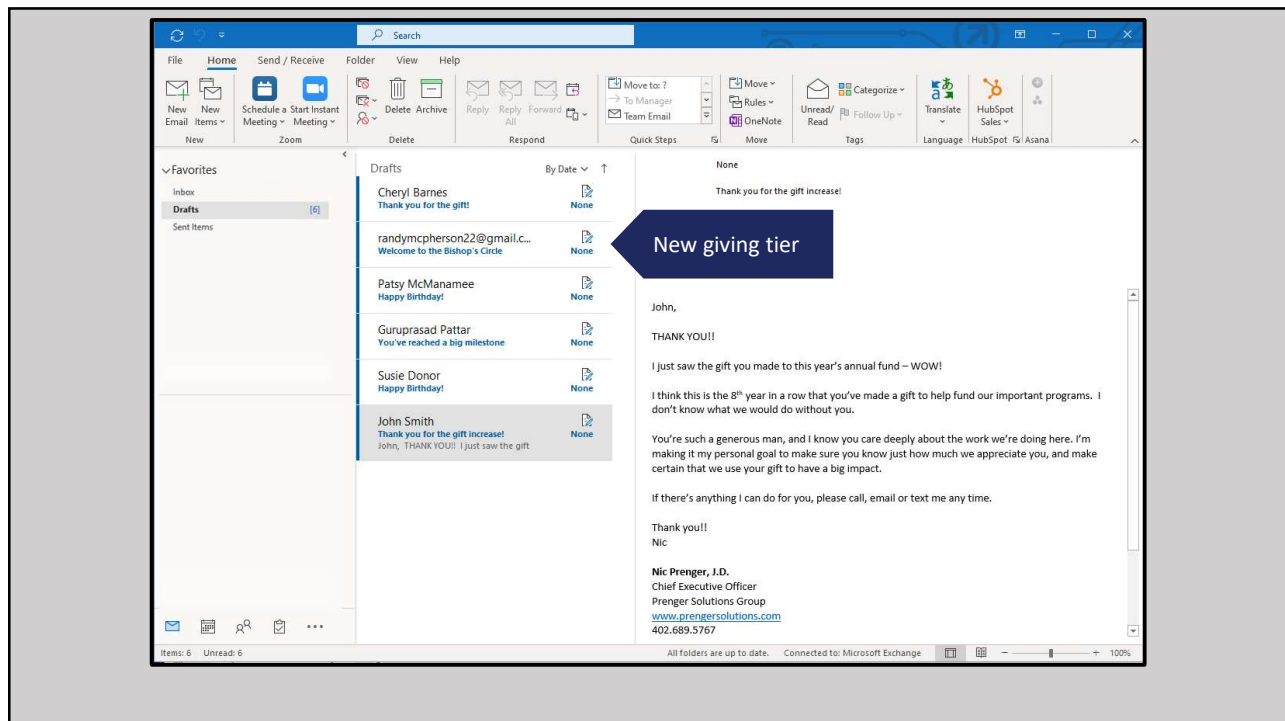 Search
File Home Send / Receive Folder View Help
New Email
New Items
Schedule a Meeting
Start Instant Meeting
Delete
Archive
Reply
Reply All
Forward
Move to: ?
To Manager
Team Email
Move
Rules
OneNote
Unread/ Read
Categorize
Follow Up
Translate
HubSpot Sales
New Zoom Delete Respond Quick Steps Move Tags Language HubSpot Asana
Favorites
Inbox
Drafts [6]
Sent Items
Drafts By Date
Cheryl Barnes
Thank you for the gift! None
randymcpherson22@gmail.c...
Welcome to the Bishop's Circle None
Patsy McManamee
Happy Birthday! None
Guruprasad Pattar
You've reached a big milestone None
Susie Donor
Happy Birthday! None
John Smith
Thank you for the gift increase! None
John, THANK YOU!! I just saw the gift
New giving tier
None
Thank you for the gift increase!
John,
THANK YOU!!
I just saw the gift you made to this year's annual fund – WOW!
I think this is the 8th year in a row that you've made a gift to help fund our important programs. I
don't know what we would do without you.
You're such a generous man, and I know you care deeply about the work we're doing here. I'm
making it my personal goal to make sure you know just how much we appreciate you, and make
certain that we use your gift to have a big impact.
If there's anything I can do for you, please call, email or text me any time.
Thank you!!
Nic
Nic Prenger, J.D.
Chief Executive Officer
Prenger Solutions Group
www.prengersolutions.com
402.689.5767
Items: 6 Unread: 6 All folders are up to date. Connected to: Microsoft Exchange 100%